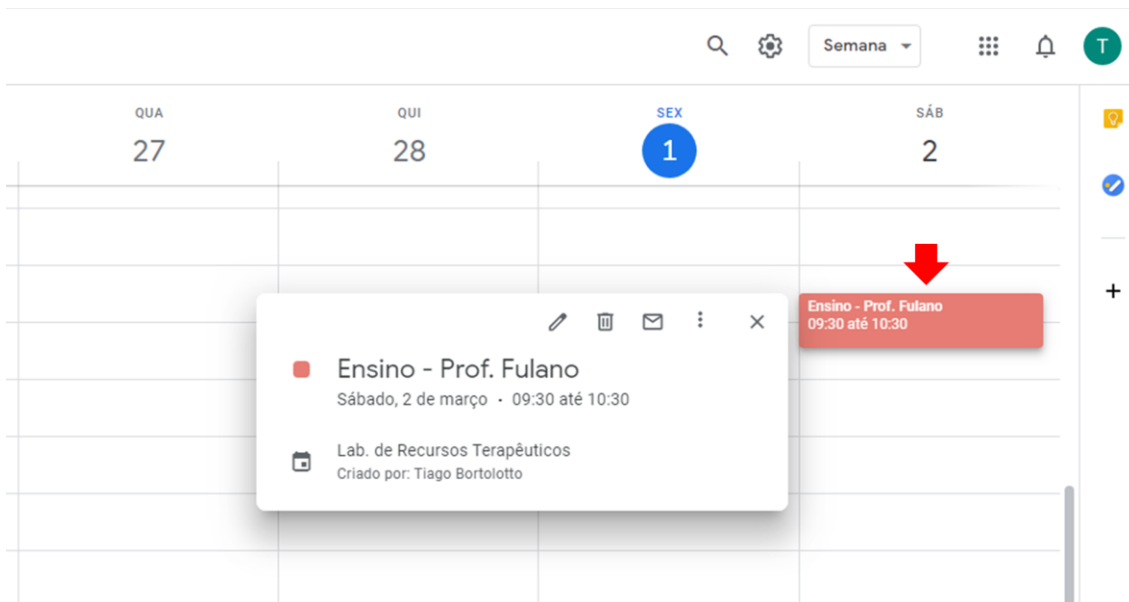 Semana
T
QUA
QUI
SEX
SÁB
27
28
1
2
Ensino - Prof. Fulano
09:30 até 10:30
Ensino - Prof. Fulano
Sábado, 2 de março · 09:30 até 10:30
Lab. de Recursos Terapêuticos
Criado por: Tiago Bortolotto